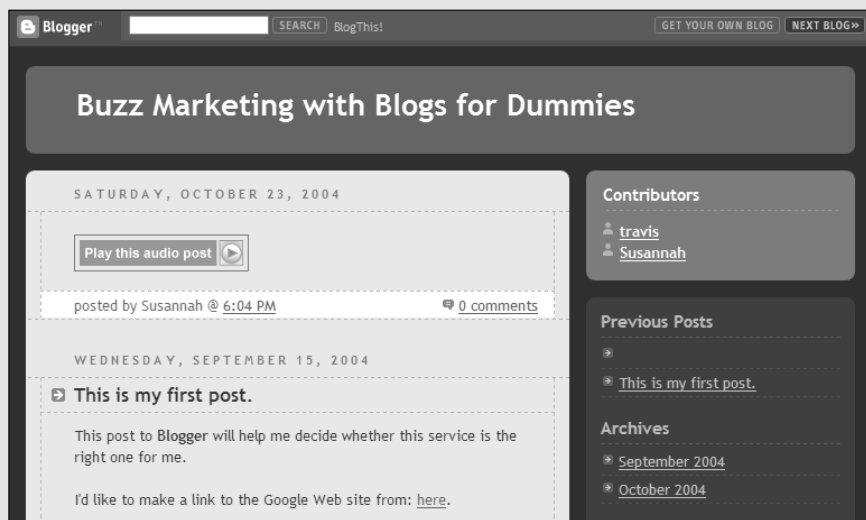 Blogger™ SEARCH BlogThis! GET YOUR OWN BLOG NEXT BLOG»
Buzz Marketing with Blogs for Dummies
SATURDAY, OCTOBER 23, 2004
Play this audio post
posted by Susannah @ 6:04 PM 0 comments
WEDNESDAY, SEPTEMBER 15, 2004
This is my first post.
This post to Blogger will help me decide whether this service is the
right one for me.
I'd like to make a link to the Google Web site from: here.
Contributors
travis
Susannah
Previous Posts
This is my first post.
Archives
September 2004
October 2004